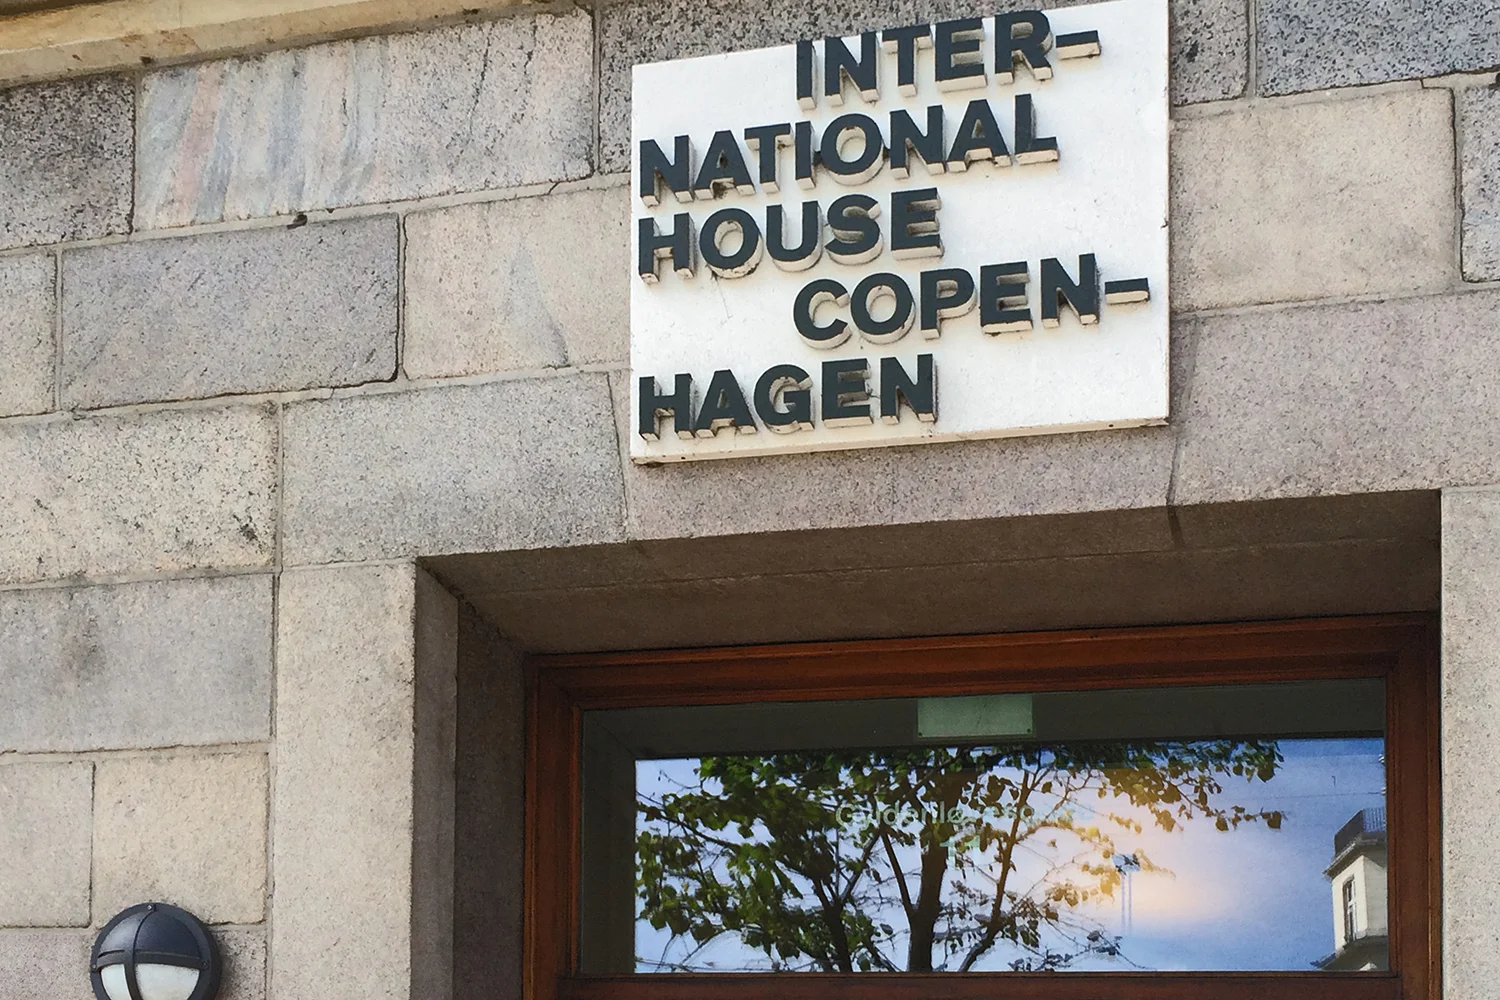 INTER-
NATIONAL
HOUSE
COPEN-
HAGEN